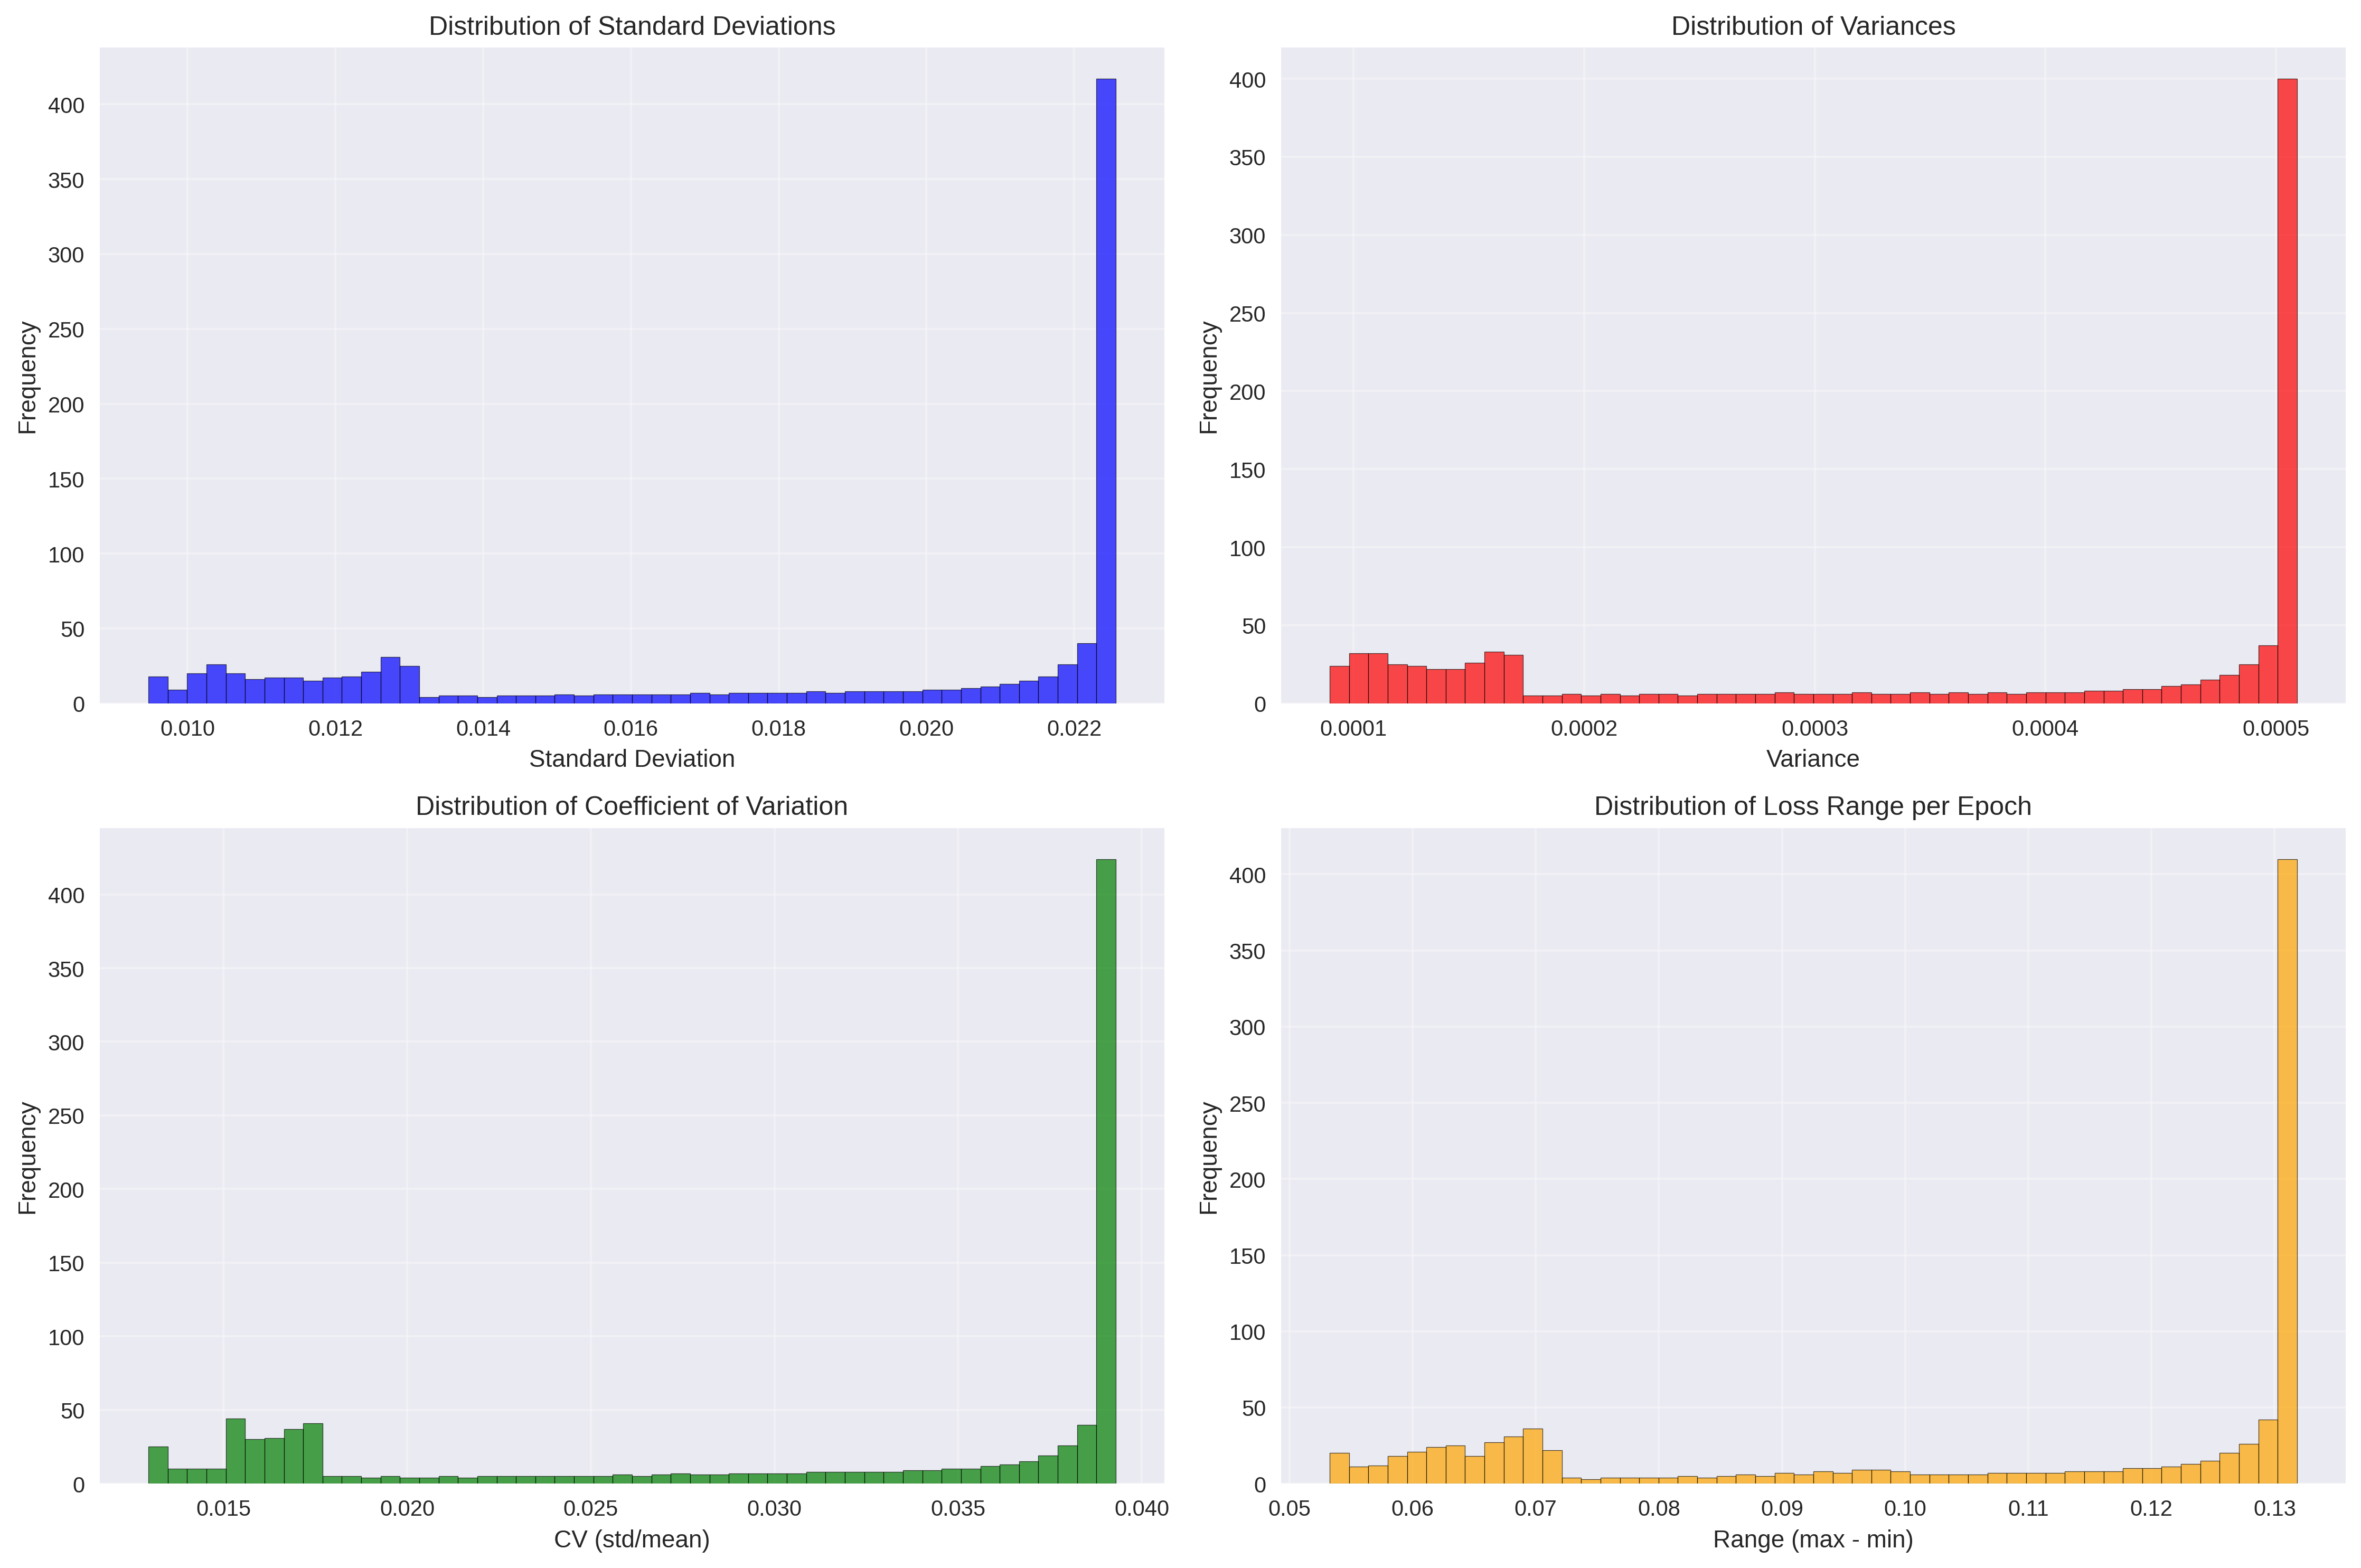 Distribution of Standard Deviations
400
350
300
250
200
150
100
50
0
Frequency
0.010 0.012 0.014 0.016 0.018 0.020 0.022
Standard Deviation
Distribution of Variances
400
350
300
250
200
150
100
50
0
Frequency
0.0001 0.0002 0.0003 0.0004 0.0005
Variance
Distribution of Coefficient of Variation
400
350
300
250
200
150
100
50
0
Frequency
0.015 0.020 0.025 0.030 0.035 0.040
CV (std/mean)
Distribution of Loss Range per Epoch
400
350
300
250
200
150
100
50
0
Frequency
0.05 0.06 0.07 0.08 0.09 0.10 0.11 0.12 0.13
Range (max - min)